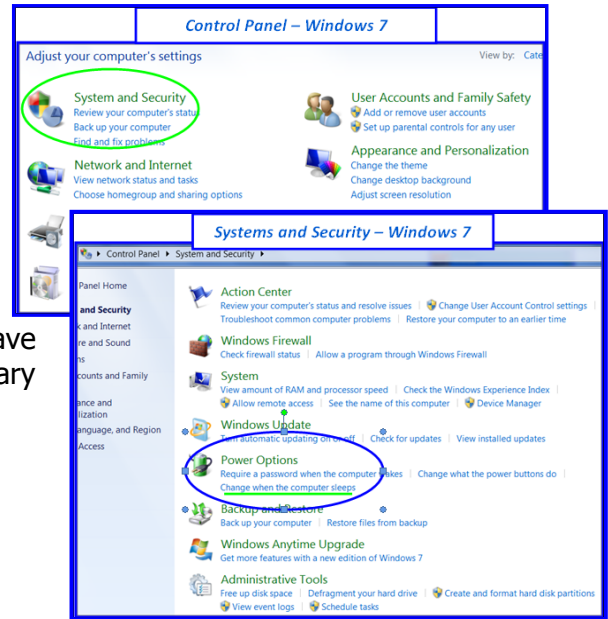 Control Panel – Windows 7
Adjust your computer's settings
View by: Cate
System and Security
Review your computer's status
Back up your computer
Find and fix problems
Network and Internet
View network status and tasks
Choose homegroup and sharing options
User Accounts and Family Safety
Add or remove user accounts
Set up parental controls for any user
Appearance and Personalization
Change the theme
Change desktop background
Adjust screen resolution
ave
ary
Systems and Security – Windows 7
Control Panel ▸ System and Security ▸
Panel Home
and Security
k and Internet
re and Sound
ns
counts and Family
ance and
lization
anguage, and Region
Access
Action Center
Review your computer's status and resolve issues | Change User Account Control settings |
Troubleshoot common computer problems | Restore your computer to an earlier time
Windows Firewall
Check firewall status | Allow a program through Windows Firewall
System
View amount of RAM and processor speed | Check the Windows Experience Index |
Allow remote access | See the name of this computer | Device Manager
Windows Update
Turn automatic updating on or off | Check for updates | View installed updates
Power Options
Require a password when the computer wakes | Change what the power buttons do |
Change when the computer sleeps
Backup and Restore
Back up your computer | Restore files from backup
Windows Anytime Upgrade
Get more features with a new edition of Windows 7
Administrative Tools
Free up disk space | Defragment your hard drive | Create and format hard disk partitions
View event logs | Schedule tasks